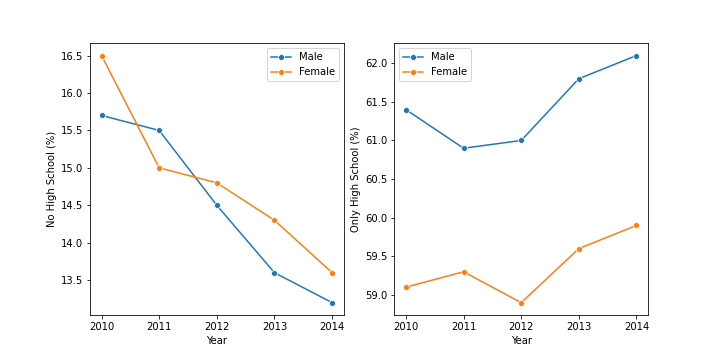 No High School (%)
16.5
16.0
15.5
15.0
14.5
14.0
13.5
2010 2011 2012 2013 2014
Year
Male
Female
Only High School (%)
62.0
61.5
61.0
60.5
60.0
59.5
59.0
2010 2011 2012 2013 2014
Year
Male
Female